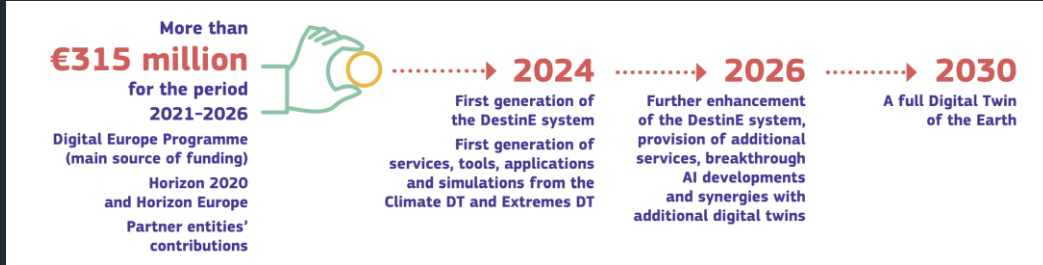 More than
€315 million
for the period
2021-2026
Digital Europe Programme
(main source of funding)
Horizon 2020
and Horizon Europe
Partner entities’
contributions
2024
First generation of
the DestinE system
First generation of
services, tools, applications
and simulations from the
Climate DT and Extremes DT
2026
Further enhancement
of the DestinE system,
provision of additional
services, breakthrough
AI developments
and synergies with
additional digital twins
2030
A full Digital Twin
of the Earth